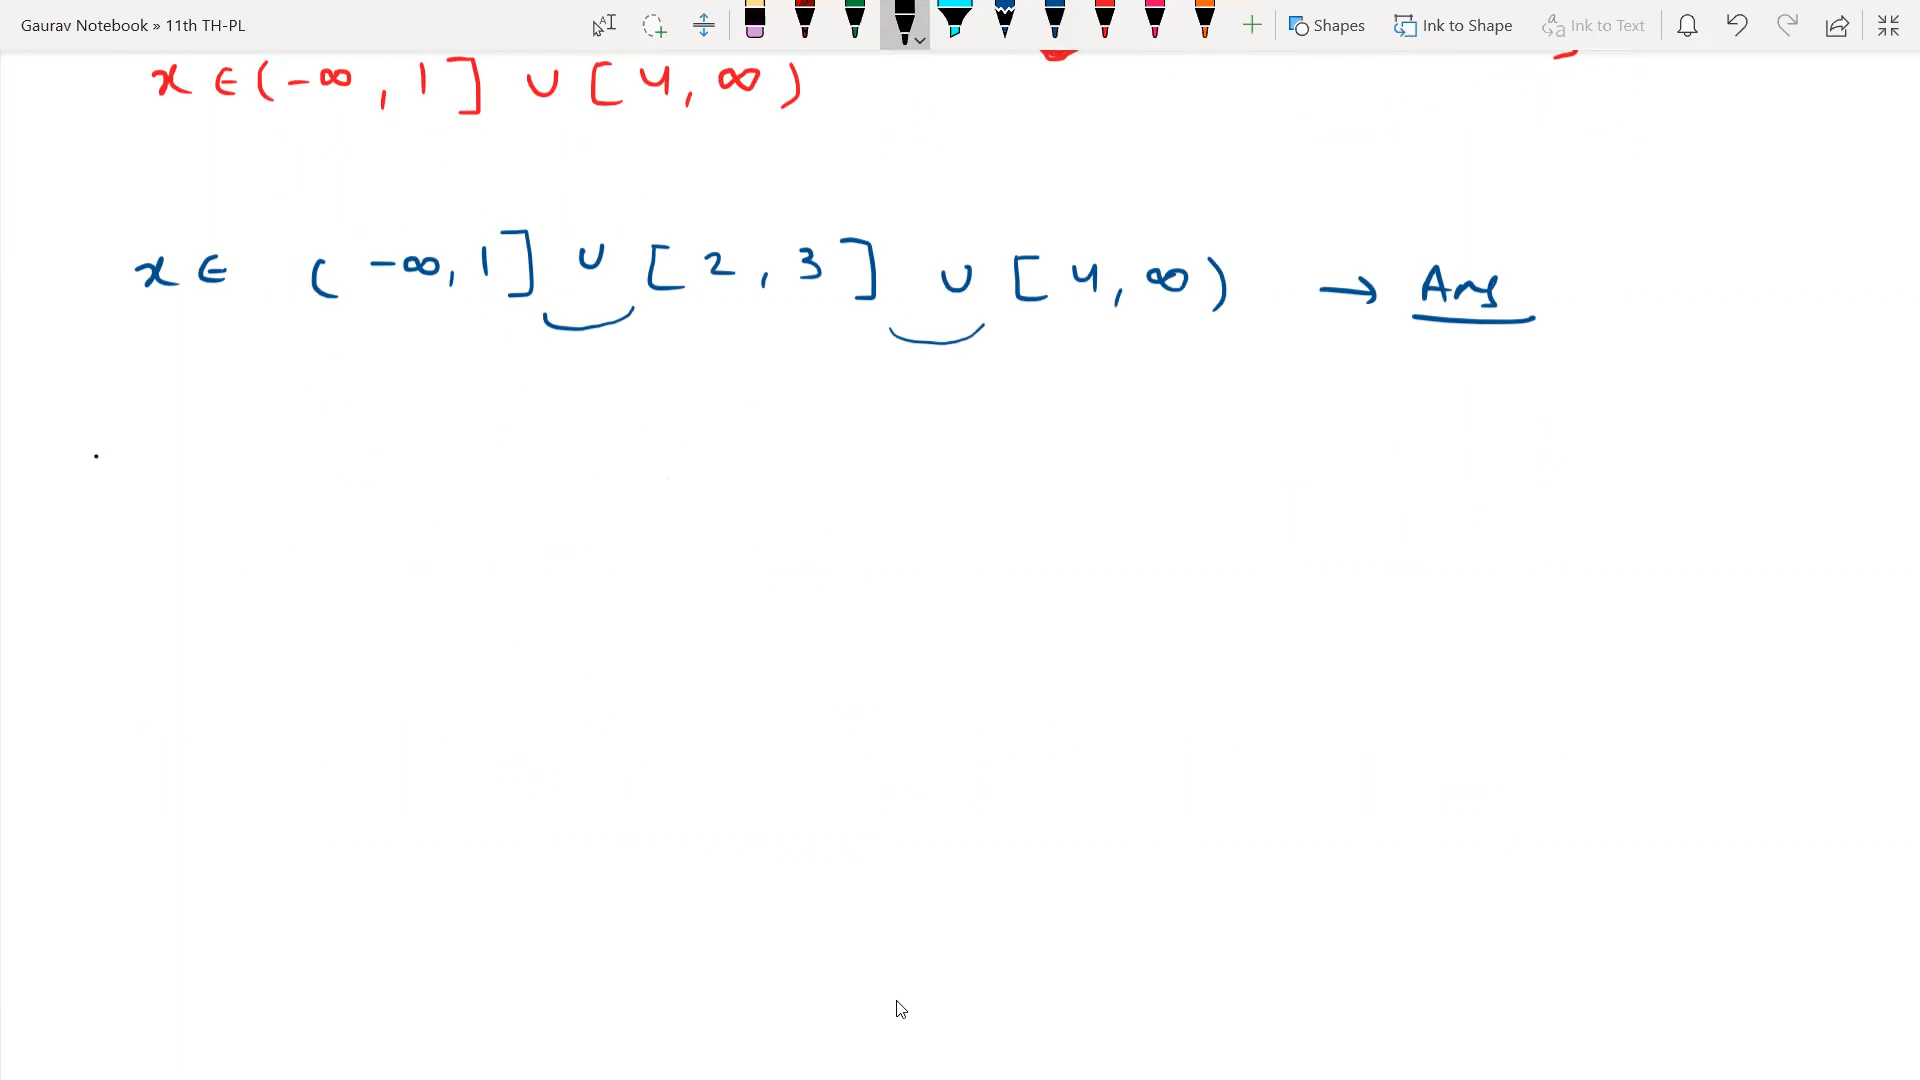 Gaurav Notebook » 11th TH-PL
Shapes
Ink to Shape
Ink to Text
x ∈ (-∞, 1] ∪ [4, ∞)
x ∈ (-∞, 1] ∪ [2, 3] ∪ [4, ∞) → Ans